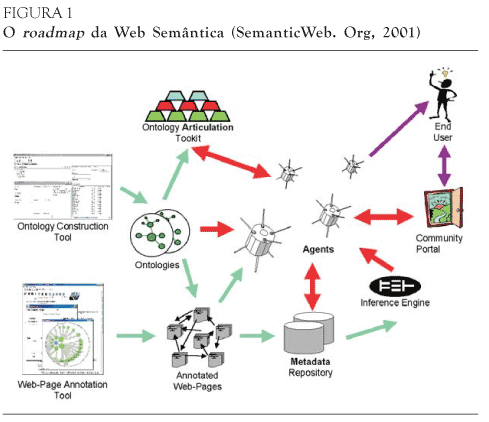 FIGURA 1
O roadmap da Web Semântica (SemanticWeb. Org, 2001)
Ontology Articulation
Tookit
End
User
Ontology Construction
Tool
Ontologies
Agents
Community
Portal
Inference Engine
Web-Page Annotation
Tool
Annotated
Web-Pages
Metadata
Repository